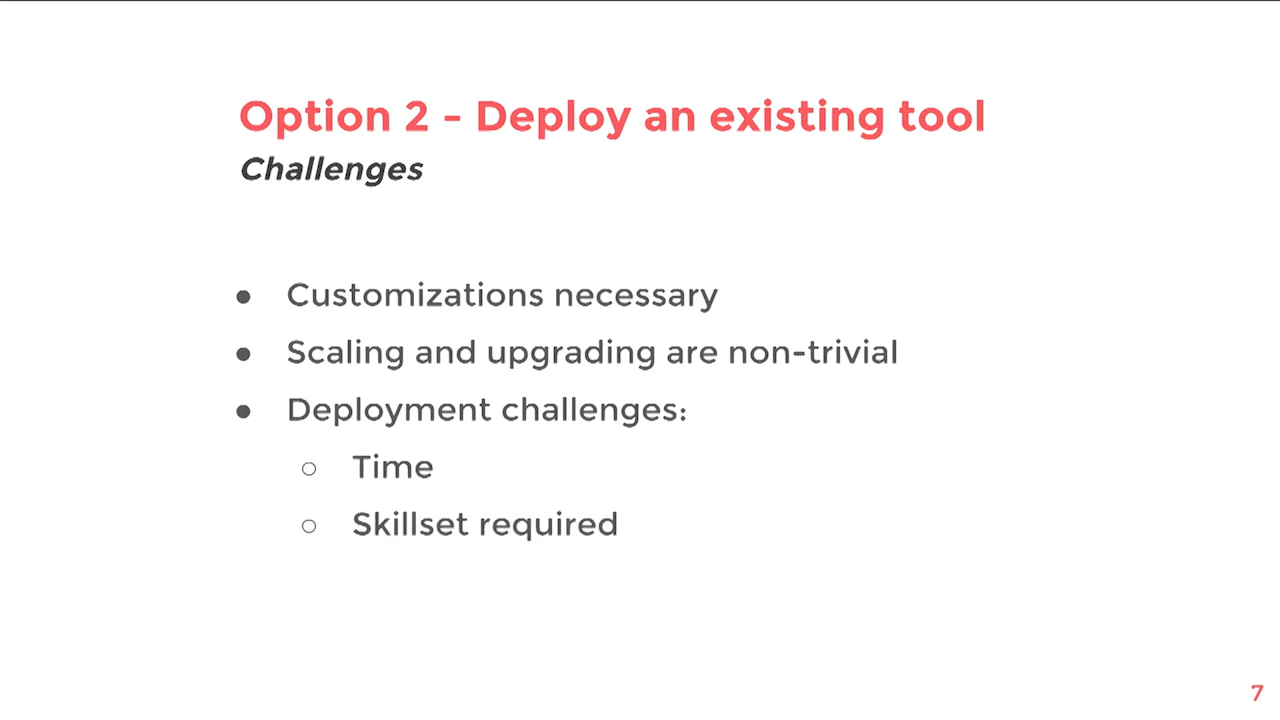 Option 2 - Deploy an existing tool
Challenges
● Customizations necessary
● Scaling and upgrading are non-trivial
● Deployment challenges:
○ Time
○ Skillset required
7